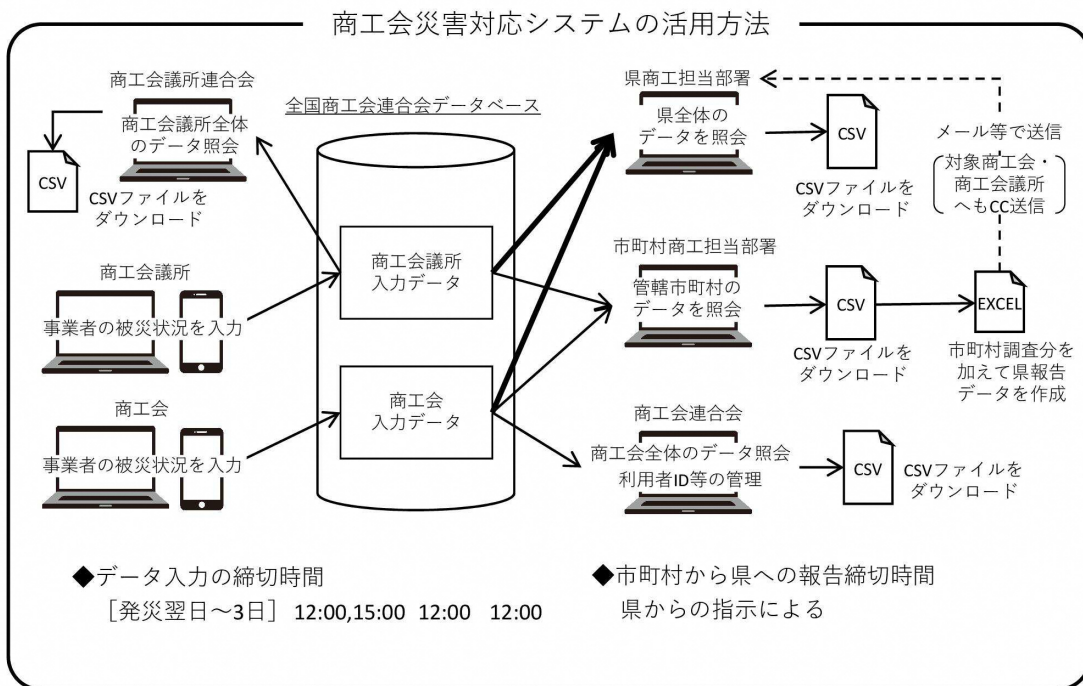 商工会災害対応システムの活用方法
商工会議所連合会
商工会議所全体
のデータ照会
CSV
CSVファイルを
ダウンロード
商工会議所
事業者の被災状況を入力
商工会
事業者の被災状況を入力
全国商工会連合会データベース
商工会議所
入力データ
商工会
入力データ
県商工担当部署
県全体の
データを照会
CSV
CSVファイルを
ダウンロード
メール等で送信
対象商工会・
商工会議所
へもCC送信
市町村商工担当部署
管轄市町村の
データを照会
CSV
CSVファイルを
ダウンロード
EXCEL
市町村調査分を
加えて県報告
データを作成
商工会連合会
商工会全体のデータ照会
利用者ID等の管理
CSV
CSVファイルを
ダウンロード
◆データ入力の締切時間
［発災翌日～3日］ 12:00,15:00 12:00 12:00
◆市町村から県への報告締切時間
県からの指示による